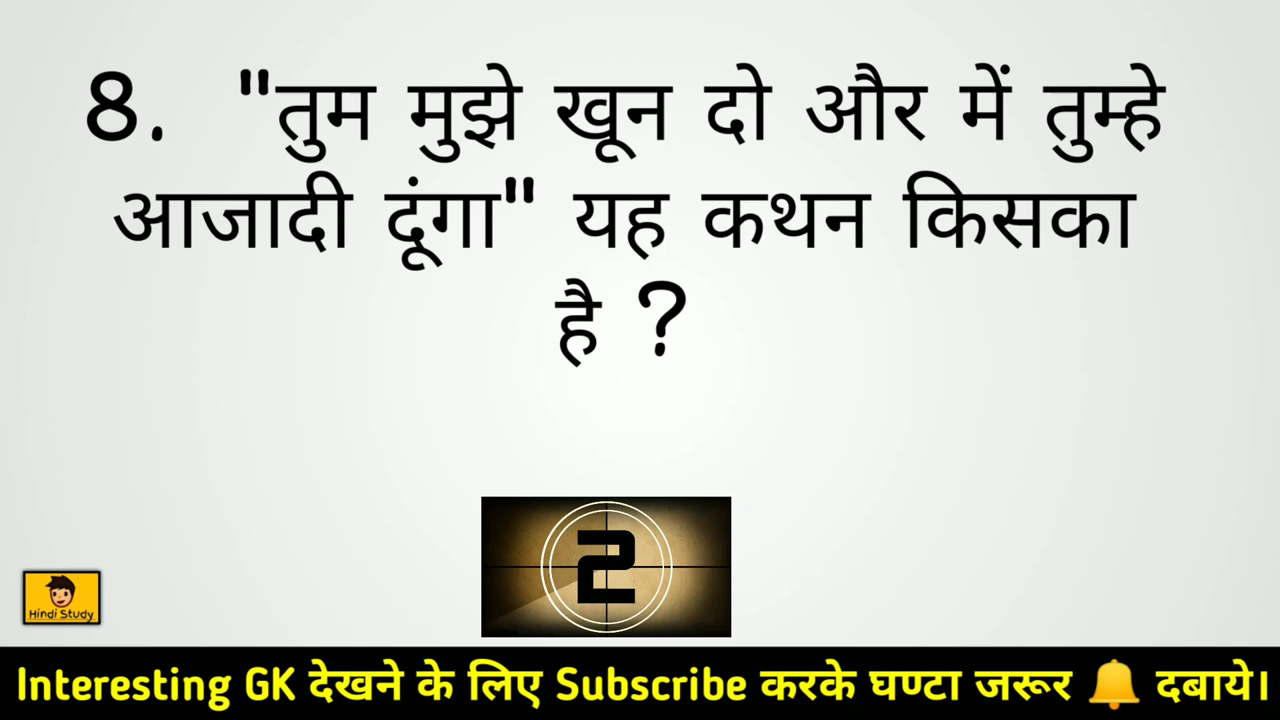 8. "तुम मुझे खून दो और में तुम्हे
आजादी दूंगा" यह कथन किसका
है ?
2
Hindi Study
Interesting GK देखने के लिए Subscribe करके घण्टा जरूर 🔔 दबाये।